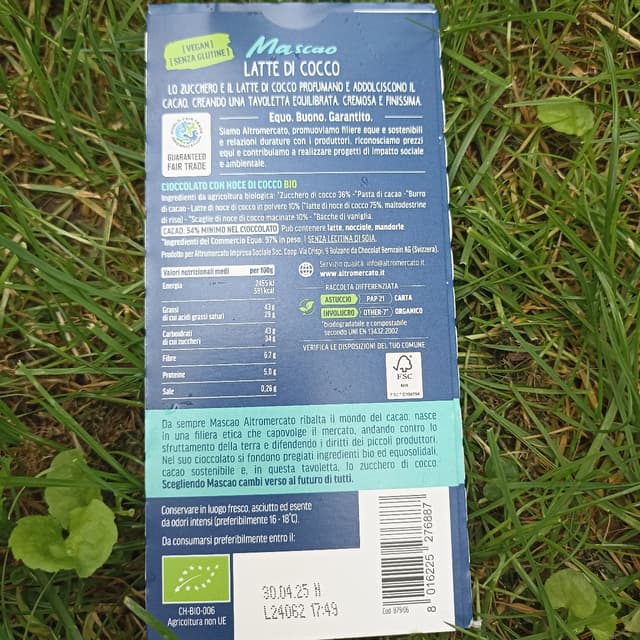 [VEGAN]
[SENZA GLUTINE]
Mascao
LATTE DI COCCO
LO ZUCCHERO E IL LATTE DI COCCO PROFUMANO E ADDOLCISCONO IL
CACAO, CREANDO UNA TAVOLETTA EQUILIBRATA, CREMOSA E FINISSIMA.
Equo. Buono. Garantito.
Siamo Altromercato, promuoviamo filiere eque e sostenibili
e relazioni durature con i produttori, riconosciamo prezzi
equi e contribuiamo a realizzare progetti di impatto sociale
e ambientale.
GUARANTEED
FAIR TRADE
CIOCCOLATO CON NOCE DI COCCO BIO
Ingredienti da agricoltura biologica: °Zucchero di cocco 36% - °Pasta di cacao - °Burro
di cacao - Latte di noce di cocco in polvere 10% (°latte di noce di cocco 75%, maltodestrine
di riso) - °Scaglie di noce di cocco macinate 10% - °Bacche di vaniglia.
CACAO: 54% MINIMO NEL CIOCCOLATO Può contenere latte, nocciole, mandorle.
°Ingredienti del Commercio Equo: 97% in peso. | SENZA LECITINA DI SOIA.
Prodotto per Altromercato Impresa Sociale Soc. Coop. Via Crispi, 9 Bolzano da Chocolat Bernrain AG (Svizzera).
Valori nutrizionali medi per 100g
Energia 2455 kJ
591 kcal
Grassi 43 g
di cui acidi grassi saturi 29 g
Carboidrati 43 g
di cui zuccheri 34 g
Fibre 6,7 g
Proteine 5,0 g
Sale 0,26 g
Servizio qualità info@altromercato.it
www.altromercato.it
RACCOLTA DIFFERENZIATA
ASTUCCIO PAP 21 CARTA
INVOLUCRO OTHER-7* ORGANICO
*biodegradabile e compostabile
secondo UNI EN 13432:2002
VERIFICA LE DISPOSIZIONI DEL TUO COMUNE
FSC
Da sempre Mascao Altromercato ribalta il mondo del cacao: nasce
in una filiera etica che capovolge il mercato, andando contro lo
sfruttamento della terra e difendendo i diritti dei piccoli produttori.
Nel suo cioccolato si fondono pregiati ingredienti bio ed equosolidali,
cacao sostenibile e, in questa tavoletta, lo zucchero di cocco.
Scegliendo Mascao cambi verso al futuro di tutti.
Conservare in luogo fresco, asciutto ed esente
da odori intensi (preferibilmente 16 - 18°C).
Da consumarsi preferibilmente entro il:
CH-BIO-006
Agricoltura non UE
30.04.25 H
L24062 17:49
8 016225 276887
Cod. 879/06